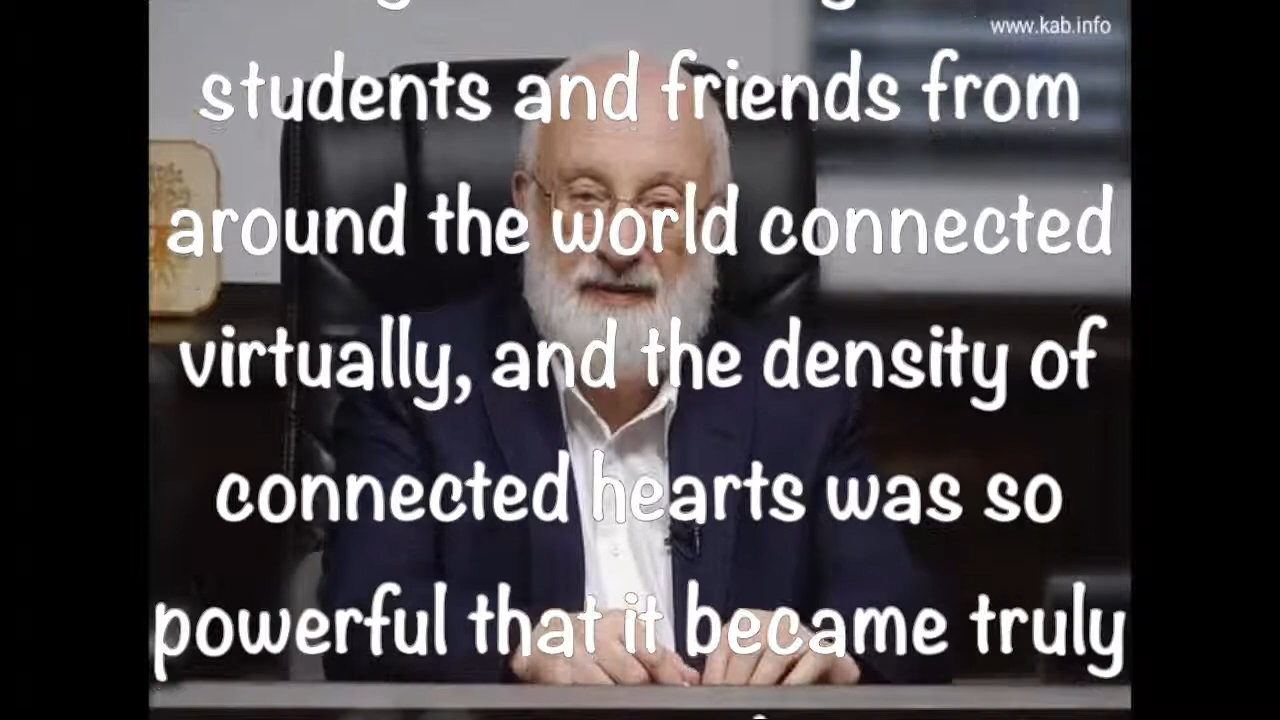 www.kab.info
students and friends from
around the world connected
virtually, and the density of
connected hearts was so
powerful that it became truly